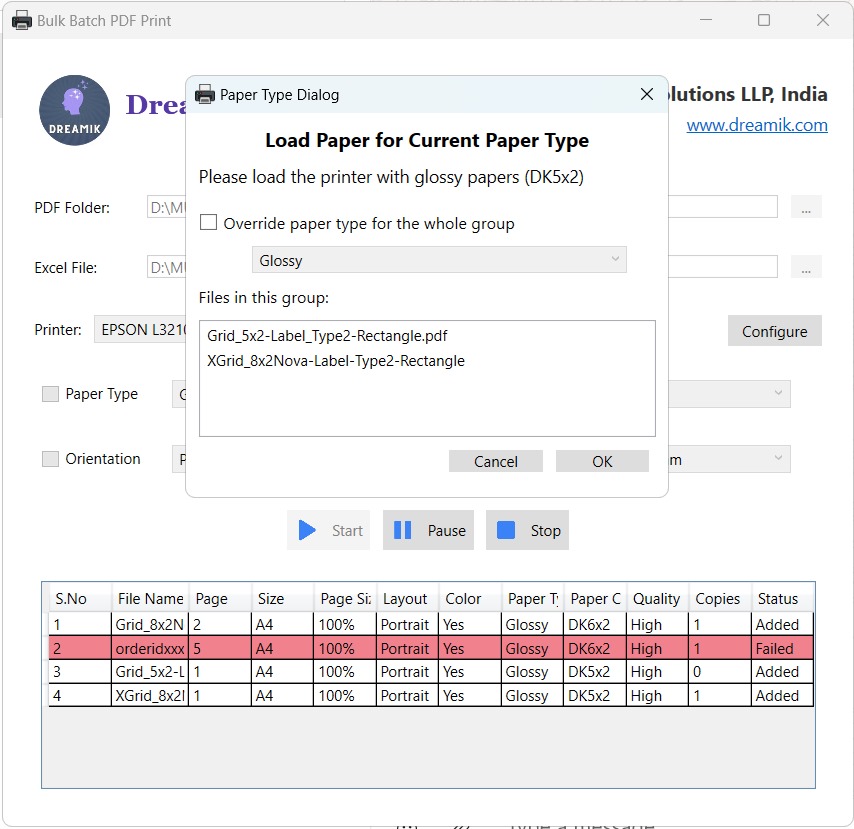 Bulk Batch PDF Print
DREAMIK
Paper Type Dialog
olutions LLP, India
www.dreamik.com
Load Paper for Current Paper Type
Please load the printer with glossy papers (DK5x2)
PDF Folder:
D:\MU
...
Override paper type for the whole group
Glossy
Excel File:
D:\MU
...
Files in this group:
Printer:
EPSON L3210
Configure
Grid_5x2-Label_Type2-Rectangle.pdf
XGrid_8x2Nova-Label-Type2-Rectangle
Paper Type
Orientation
Cancel
OK
Start
Pause
Stop
S.No File Name Page Size Page Siz Layout Color Paper Ty Paper C Quality Copies Status
1 Grid_8x2N 2 A4 100% Portrait Yes Glossy DK6x2 High 1 Added
2 orderidxxx 5 A4 100% Portrait Yes Glossy DK6x2 High 1 Failed
3 Grid_5x2-L 1 A4 100% Portrait Yes Glossy DK5x2 High 0 Added
4 XGrid_8x2I 1 A4 100% Portrait Yes Glossy DK5x2 High 1 Added